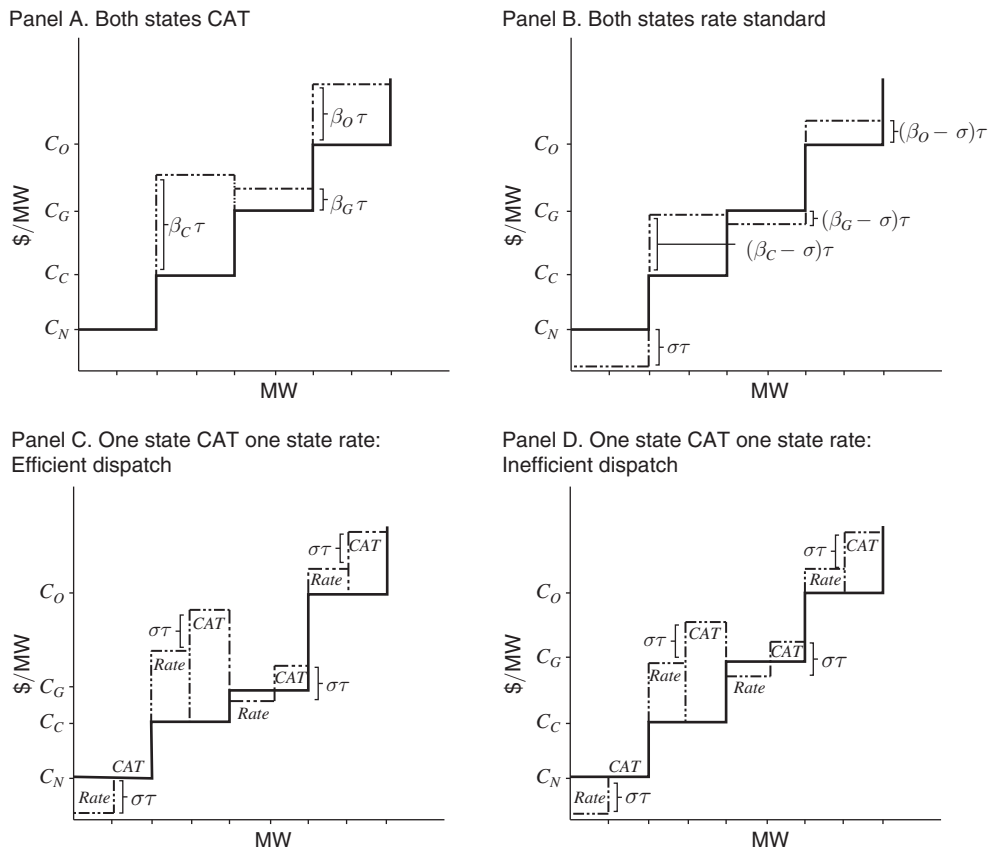 Panel A. Both states CAT
$/MW
C_O
C_G
C_C
C_N
β_O τ
β_G τ
β_C τ
MW
Panel B. Both states rate standard
$/MW
C_O
C_G
C_C
C_N
(β_O − σ)τ
(β_G − σ)τ
(β_C − σ)τ
στ
MW
Panel C. One state CAT one state rate:
Efficient dispatch
$/MW
C_O
C_G
C_C
C_N
στ
CAT
Rate
στ
CAT
Rate
CAT
στ
Rate
CAT
Rate
στ
MW
Panel D. One state CAT one state rate:
Inefficient dispatch
$/MW
C_O
C_G
C_C
C_N
στ
CAT
Rate
στ
CAT
Rate
CAT
στ
Rate
CAT
Rate
στ
MW